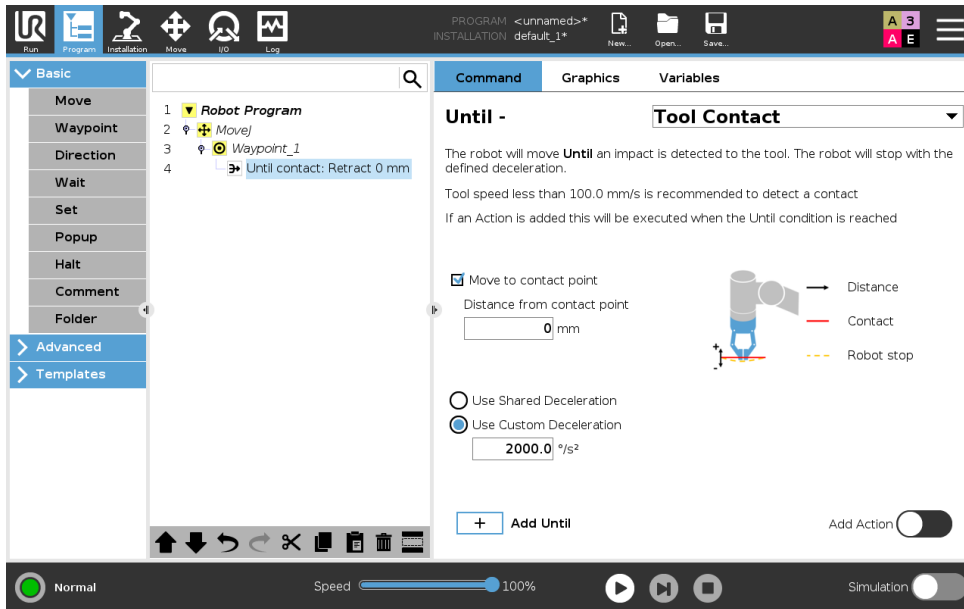 UR
Run
Program
Installation
Move
I/O
Log
PROGRAM <unnamed>*
INSTALLATION default_1*
New...
Open...
Save...
A 3
A E
Basic
Move
Waypoint
Direction
Wait
Set
Popup
Halt
Comment
Folder
Advanced
Templates
1 Robot Program
2 MoveJ
3 Waypoint_1
4 Until contact: Retract 0 mm
Command Graphics Variables
Until - Tool Contact
The robot will move Until an impact is detected to the tool. The robot will stop with the
defined deceleration.
Tool speed less than 100.0 mm/s is recommended to detect a contact
If an Action is added this will be executed when the Until condition is reached
Move to contact point
Distance from contact point
0 mm
+
-
Distance
Contact
Robot stop
Use Shared Deceleration
Use Custom Deceleration
2000.0 °/s²
+ Add Until
Add Action
Normal
Speed 100%
Simulation